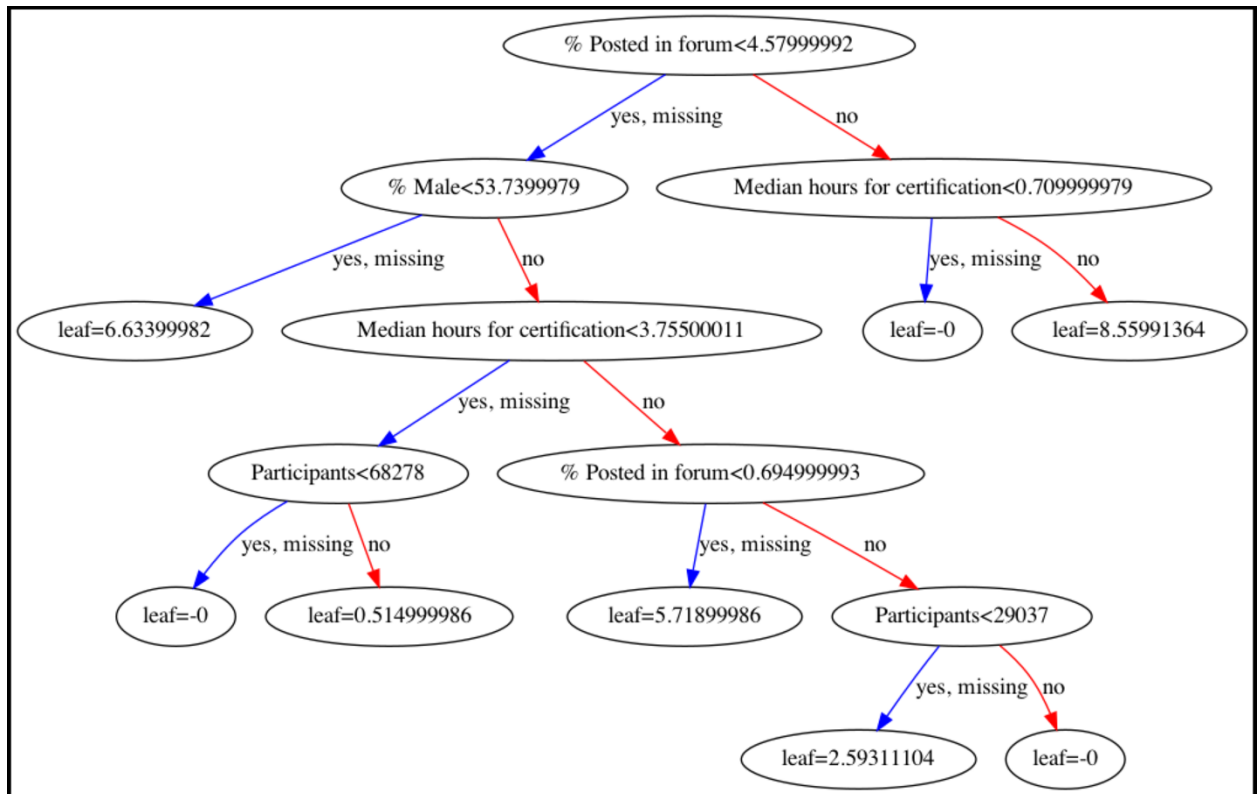 % Posted in forum<4.57999992
yes, missing
no
% Male<53.7399979
Median hours for certification<0.709999979
yes, missing
no
yes, missing
no
leaf=6.63399982
Median hours for certification<3.75500011
leaf=-0
leaf=8.55991364
yes, missing
no
Participants<68278
% Posted in forum<0.694999993
yes, missing
no
yes, missing
no
leaf=-0
leaf=0.514999986
leaf=5.71899986
Participants<29037
yes, missing
no
leaf=2.59311104
leaf=-0